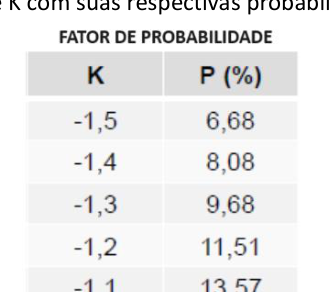 K com suas respectivas
FATOR DE PROBABILIDADE
K P (%)
-1,5 6,68
-1,4 8,08
-1,3 9,68
-1,2 11,51
-1,1 13,57